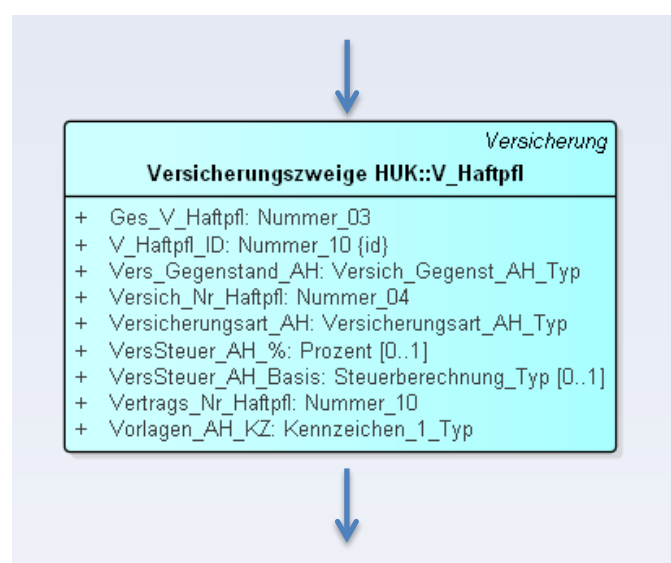 Versicherung
Versicherungszweige HUK::V_Haftpfl
+ Ges_V_Haftpfl: Nummer_03
+ V_Haftpfl_ID: Nummer_10 {id}
+ Vers_Gegenstand_AH: Versich_Gegenst_AH_Typ
+ Versich_Nr_Haftpfl: Nummer_04
+ Versicherungsart_AH: Versicherungsart_AH_Typ
+ VersSteuer_AH_%: Prozent [0..1]
+ VersSteuer_AH_Basis: Steuerberechnung_Typ [0..1]
+ Vertrags_Nr_Haftpfl: Nummer_10
+ Vorlagen_AH_KZ: Kennzeichen_1_Typ